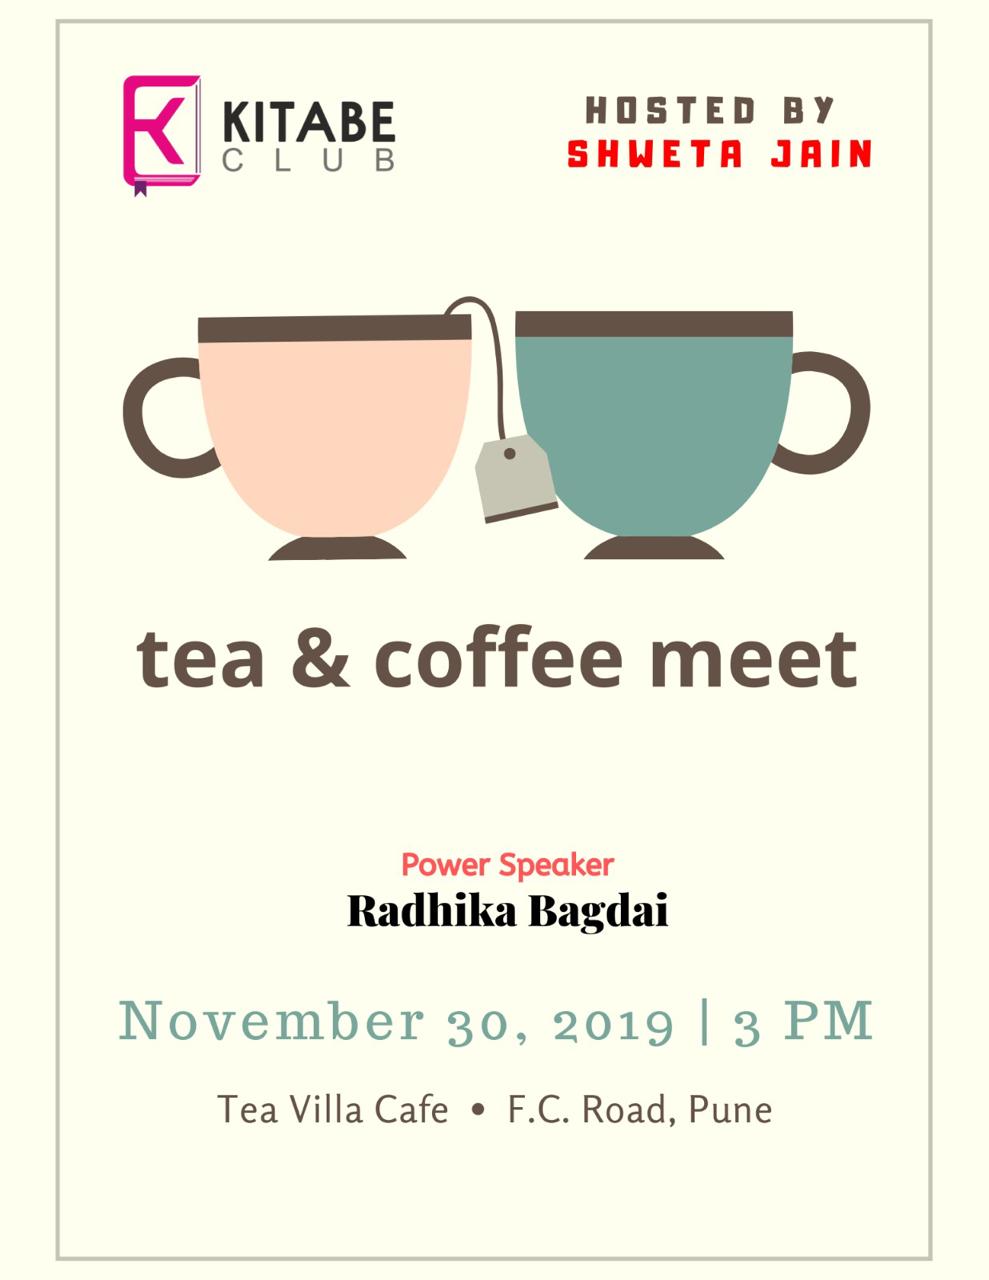 KITABE
CLUB
HOSTED BY
SHWETA JAIN
tea & coffee meet
Power Speaker
Radhika Bagdai
November 30, 2019 | 3 PM
Tea Villa Cafe • F.C. Road, Pune